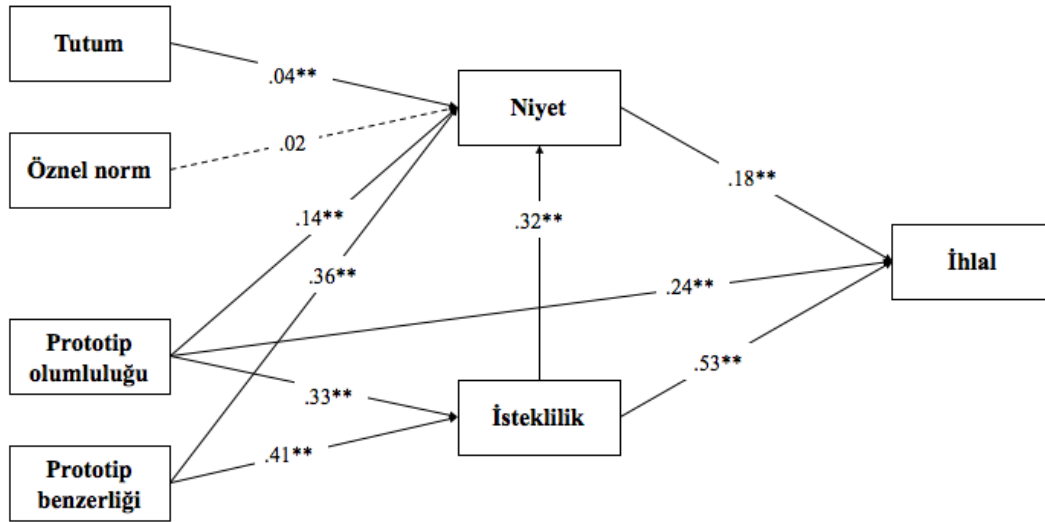 Tutum
.04**
Niyet
Öznel norm
.02
.18**
.14**
.32**
İhlal
.36**
.24**
Prototip
olumluluğu
.53**
.33**
İsteklilik
.41**
Prototip
benzerliği